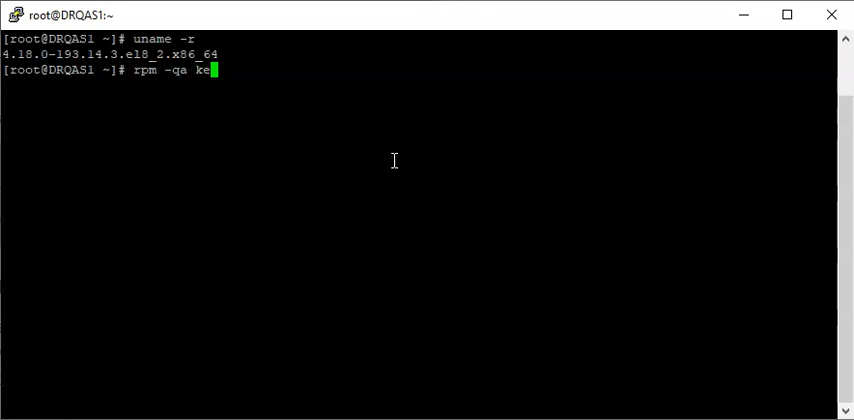 root@DRQAS1:~
[root@DRQAS1 ~]# uname -r
4.18.0-193.14.3.el8_2.x86_64
[root@DRQAS1 ~]# rpm -qa ke